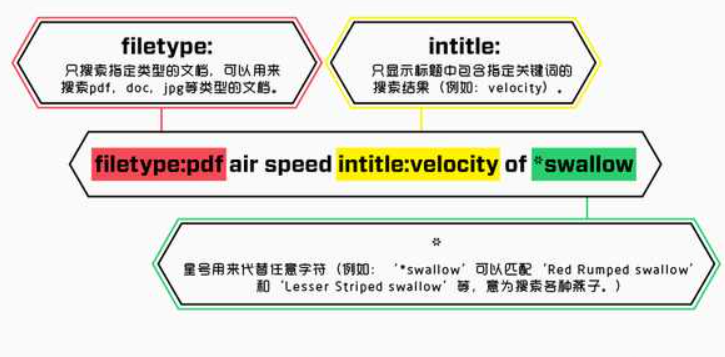 filetype:
只搜索指定类型的文档，可以用来
搜索pdf，doc，jpg等类型的文档。
intitle:
只显示标题中包含指定关键词的
搜索结果（例如：velocity）。
filetype:pdf air speed intitle:velocity of *swallow
*
星号用来代替任意字符（例如：‘*swallow’可以匹配‘Red Rumped swallow’
和‘Lesser Striped swallow’等，意为搜索各种燕子。）